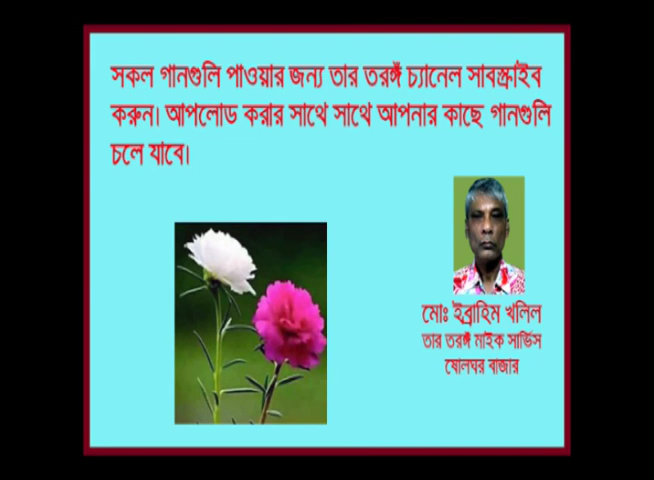 সকল গানগুলি পাওয়ার জন্য তার তরঙ্গঁ চ্যানেল সাবস্ক্রাইব
করুন। আপলোড করার সাথে সাথে আপনার কাছে গানগুলি
চলে যাবে।
মোঃ ইব্রাহিম খলিল
তার তরঙ্গঁ মাইক সার্ভিস
ষোলঘর বাজার